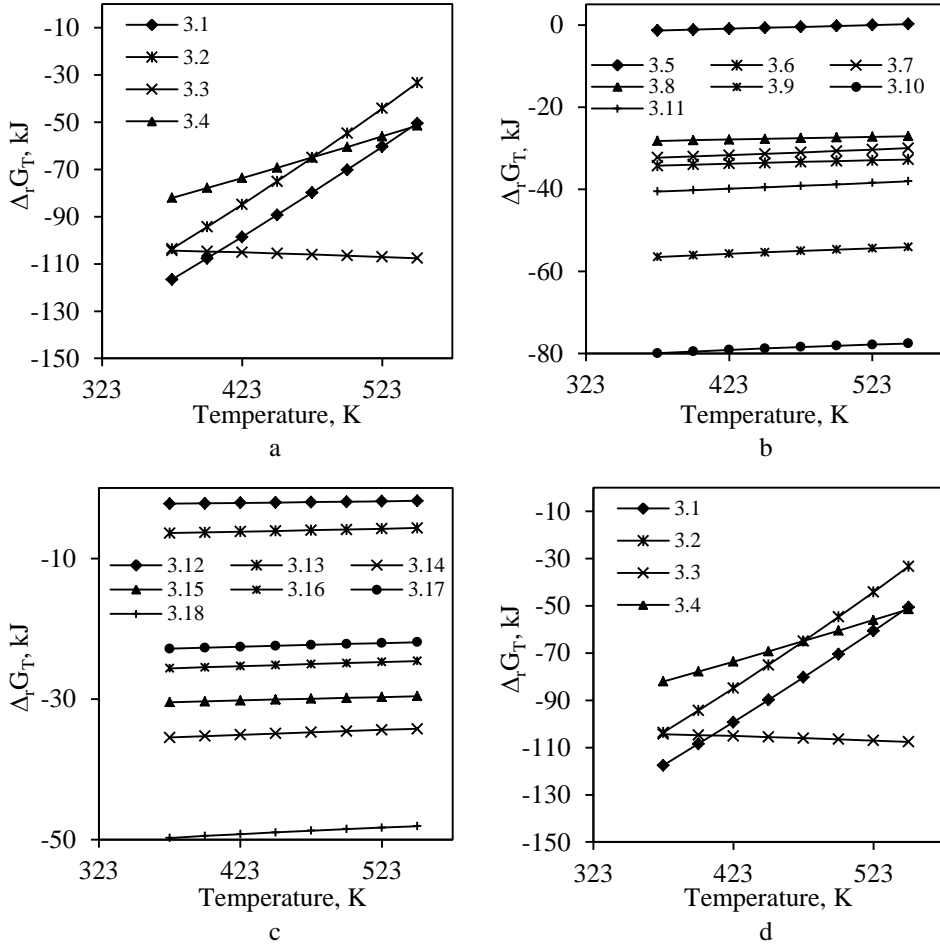 -10
-30
-50
-70
-90
-110
-130
-150
3.1
3.2
3.3
3.4
ΔrGT, kJ
323 423 523
Temperature, K
a
0
-20
-40
-60
-80
3.5 3.6 3.7
3.8 3.9 3.10
3.11
ΔrGT, kJ
323 423 523
Temperature, K
b
-10
-30
-50
3.12 3.13 3.14
3.15 3.16 3.17
3.18
ΔrGT, kJ
323 423 523
Temperature, K
c
-10
-30
-50
-70
-90
-110
-130
-150
3.1
3.2
3.3
3.4
ΔrGT, kJ
323 423 523
Temperature, K
d